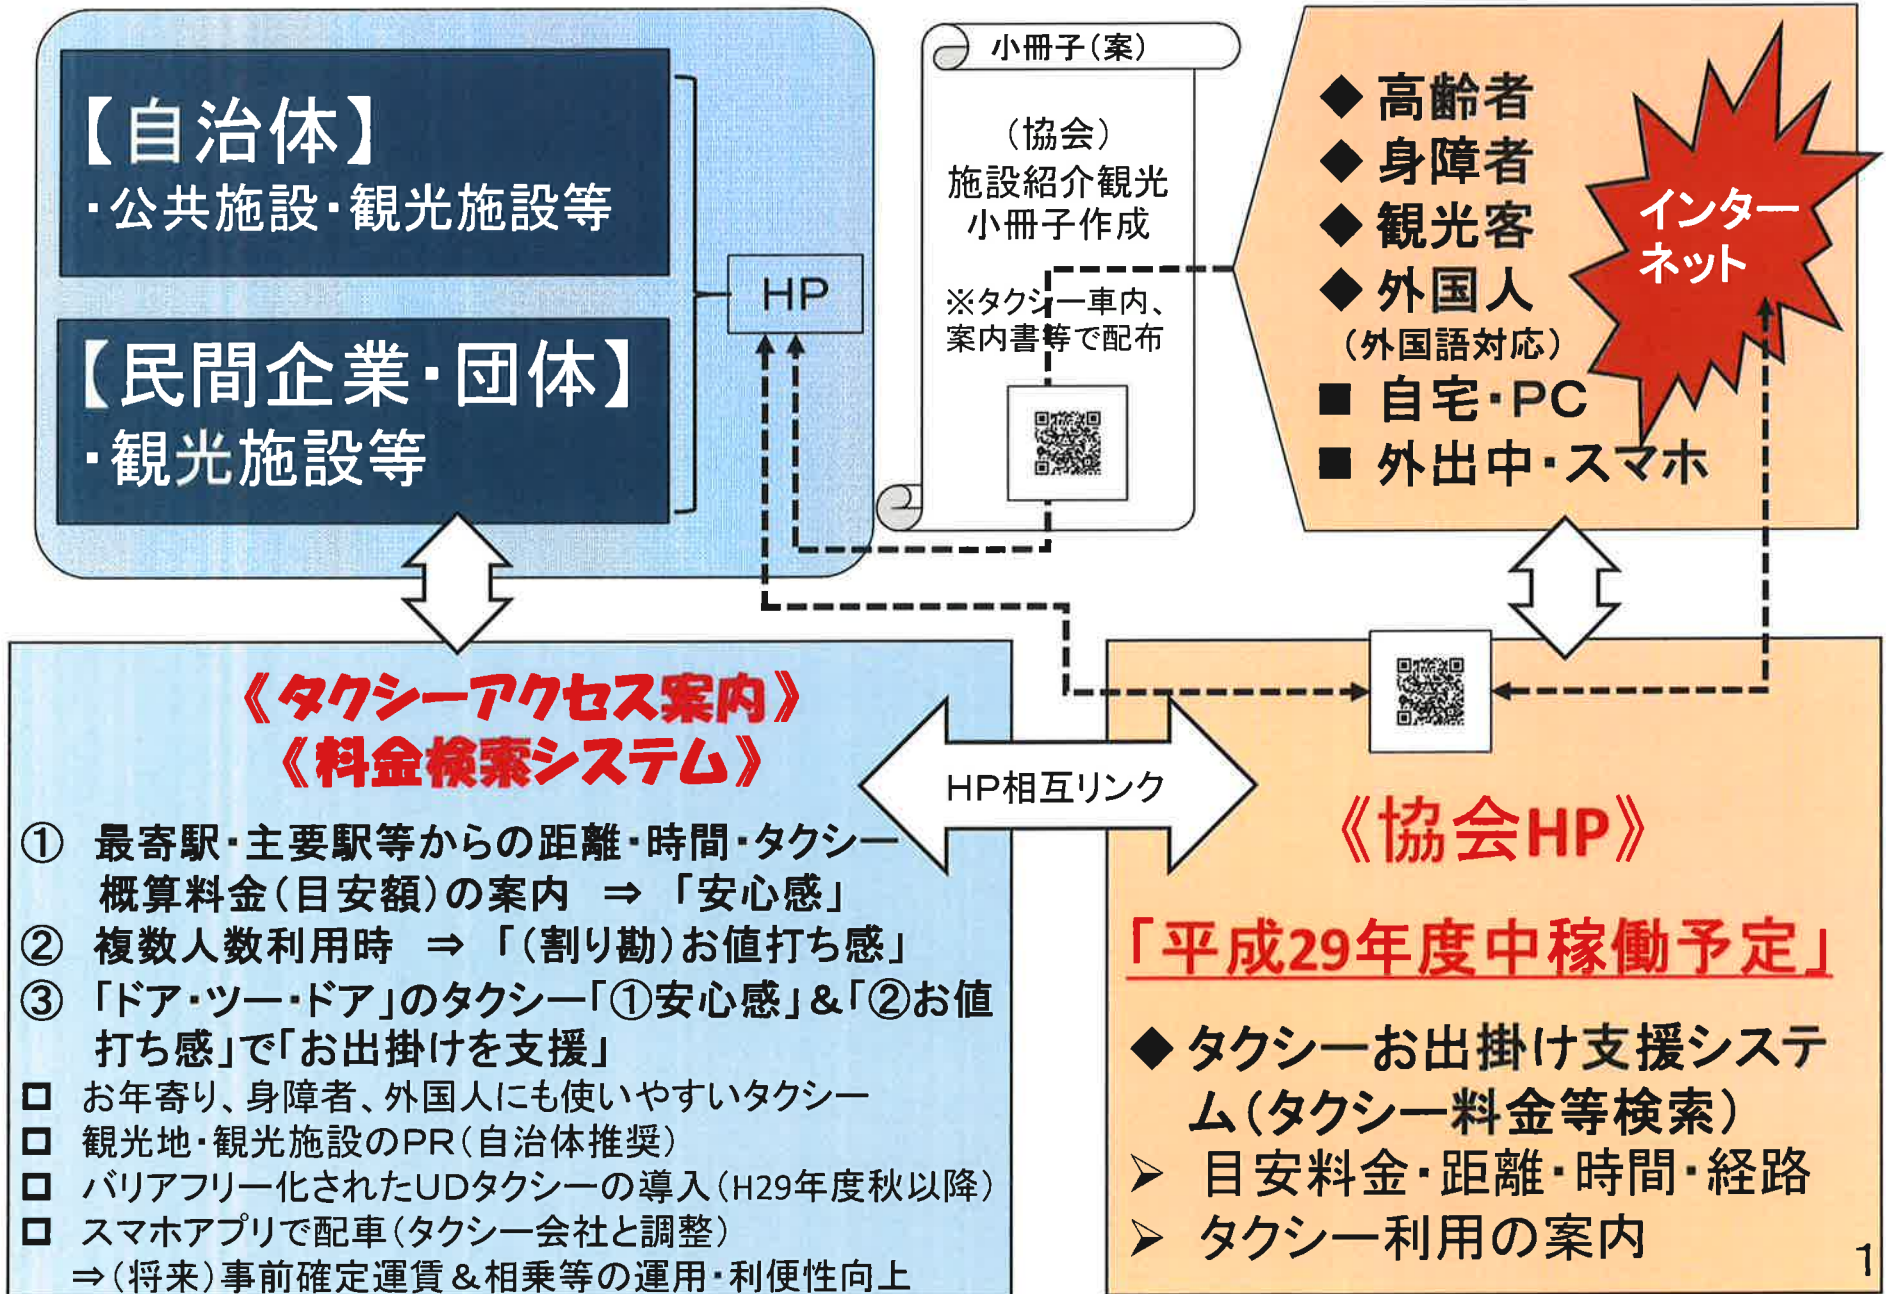 【自治体】
・公共施設・観光施設等
【民間企業・団体】
・観光施設等
HP
小冊子(案)
(協会)
施設紹介観光
小冊子作成
※タクシー車内、
案内書等で配布
◆ 高齢者
◆ 身障者
◆ 観光客
◆ 外国人
(外国語対応)
■ 自宅・PC
■ 外出中・スマホ
インター
ネット
《タクシーアクセス案内》
《料金検索システム》
① 最寄駅・主要駅等からの距離・時間・タクシー
概算料金(目安額)の案内 ⇒ 「安心感」
② 複数人数利用時 ⇒ 「(割り勘)お値打ち感」
③ 「ドア・ツー・ドア」のタクシー「①安心感」&「②お値
打ち感」で「お出掛けを支援」
□ お年寄り、身障者、外国人にも使いやすいタクシー
□ 観光地・観光施設のPR(自治体推奨)
□ バリアフリー化されたUDタクシーの導入(H29年度秋以降)
□ スマホアプリで配車(タクシー会社と調整)
⇒(将来)事前確定運賃&相乗等の運用・利便性向上
HP相互リンク
《協会HP》
「平成29年度中稼働予定」
◆ タクシーお出掛け支援システ
ム(タクシー料金等検索)
➢ 目安料金・距離・時間・経路
➢ タクシー利用の案内
1